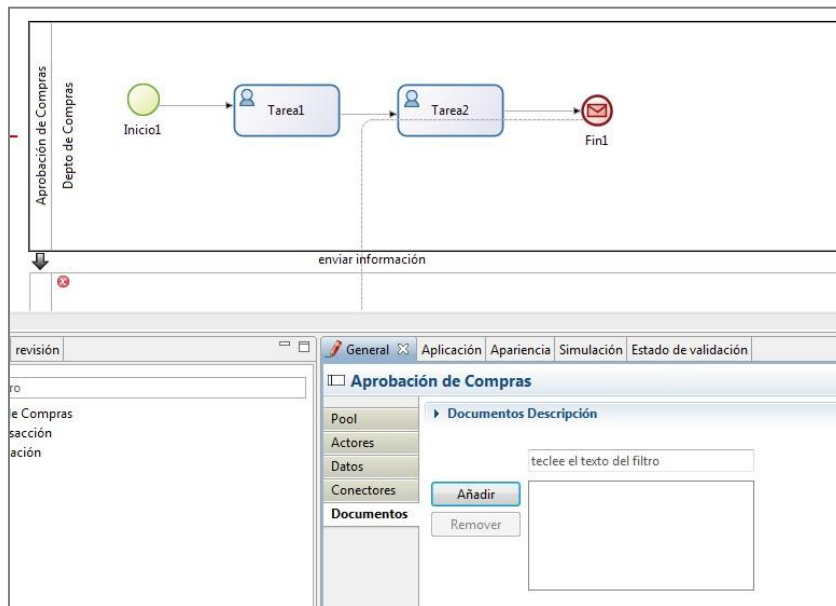 Aprobación de Compras
Depto de Compras
Inicio1
Tarea1
Tarea2
Fin1
enviar información
revisión
General
Aplicación
Apariencia
Simulación
Estado de validación
ro
e Compras
sacción
ación
Aprobación de Compras
Pool
Actores
Datos
Conectores
Documentos
Documentos Descripción
teclee el texto del filtro
Añadir
Remover